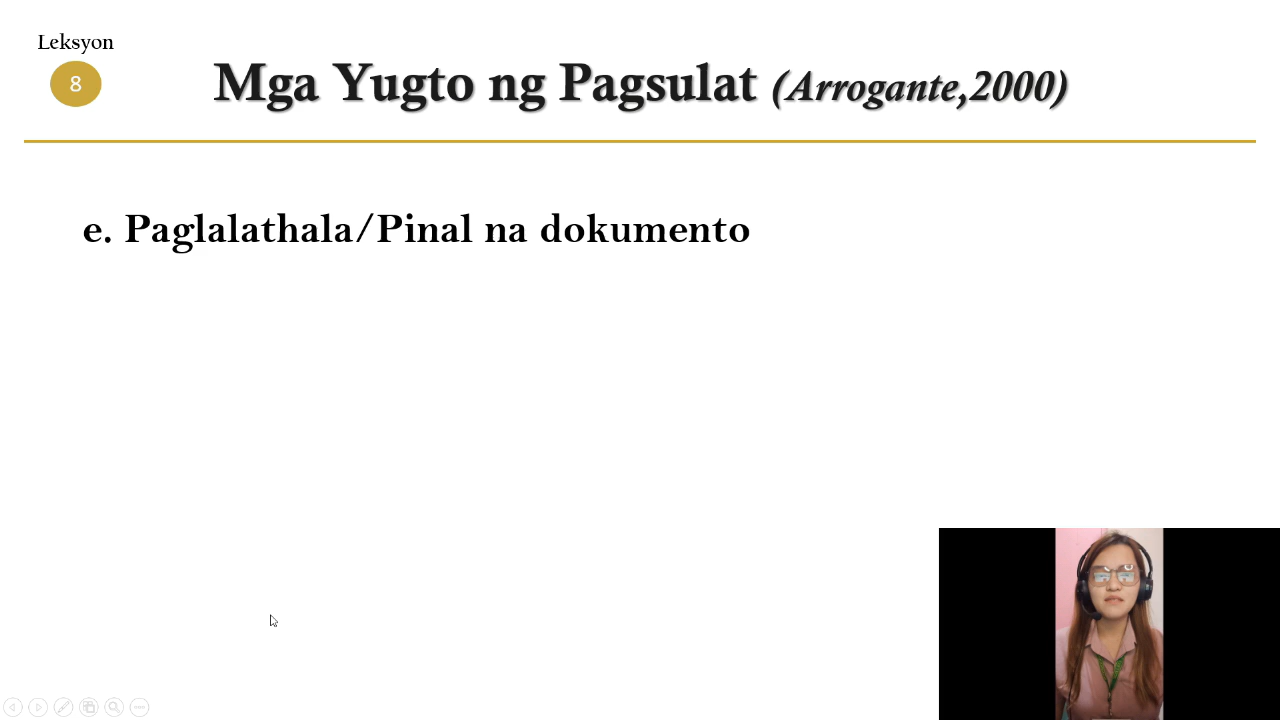 Leksyon
8
Mga Yugto ng Pagsulat (Arrogante,2000)
e. Paglalathala/Pinal na dokumento